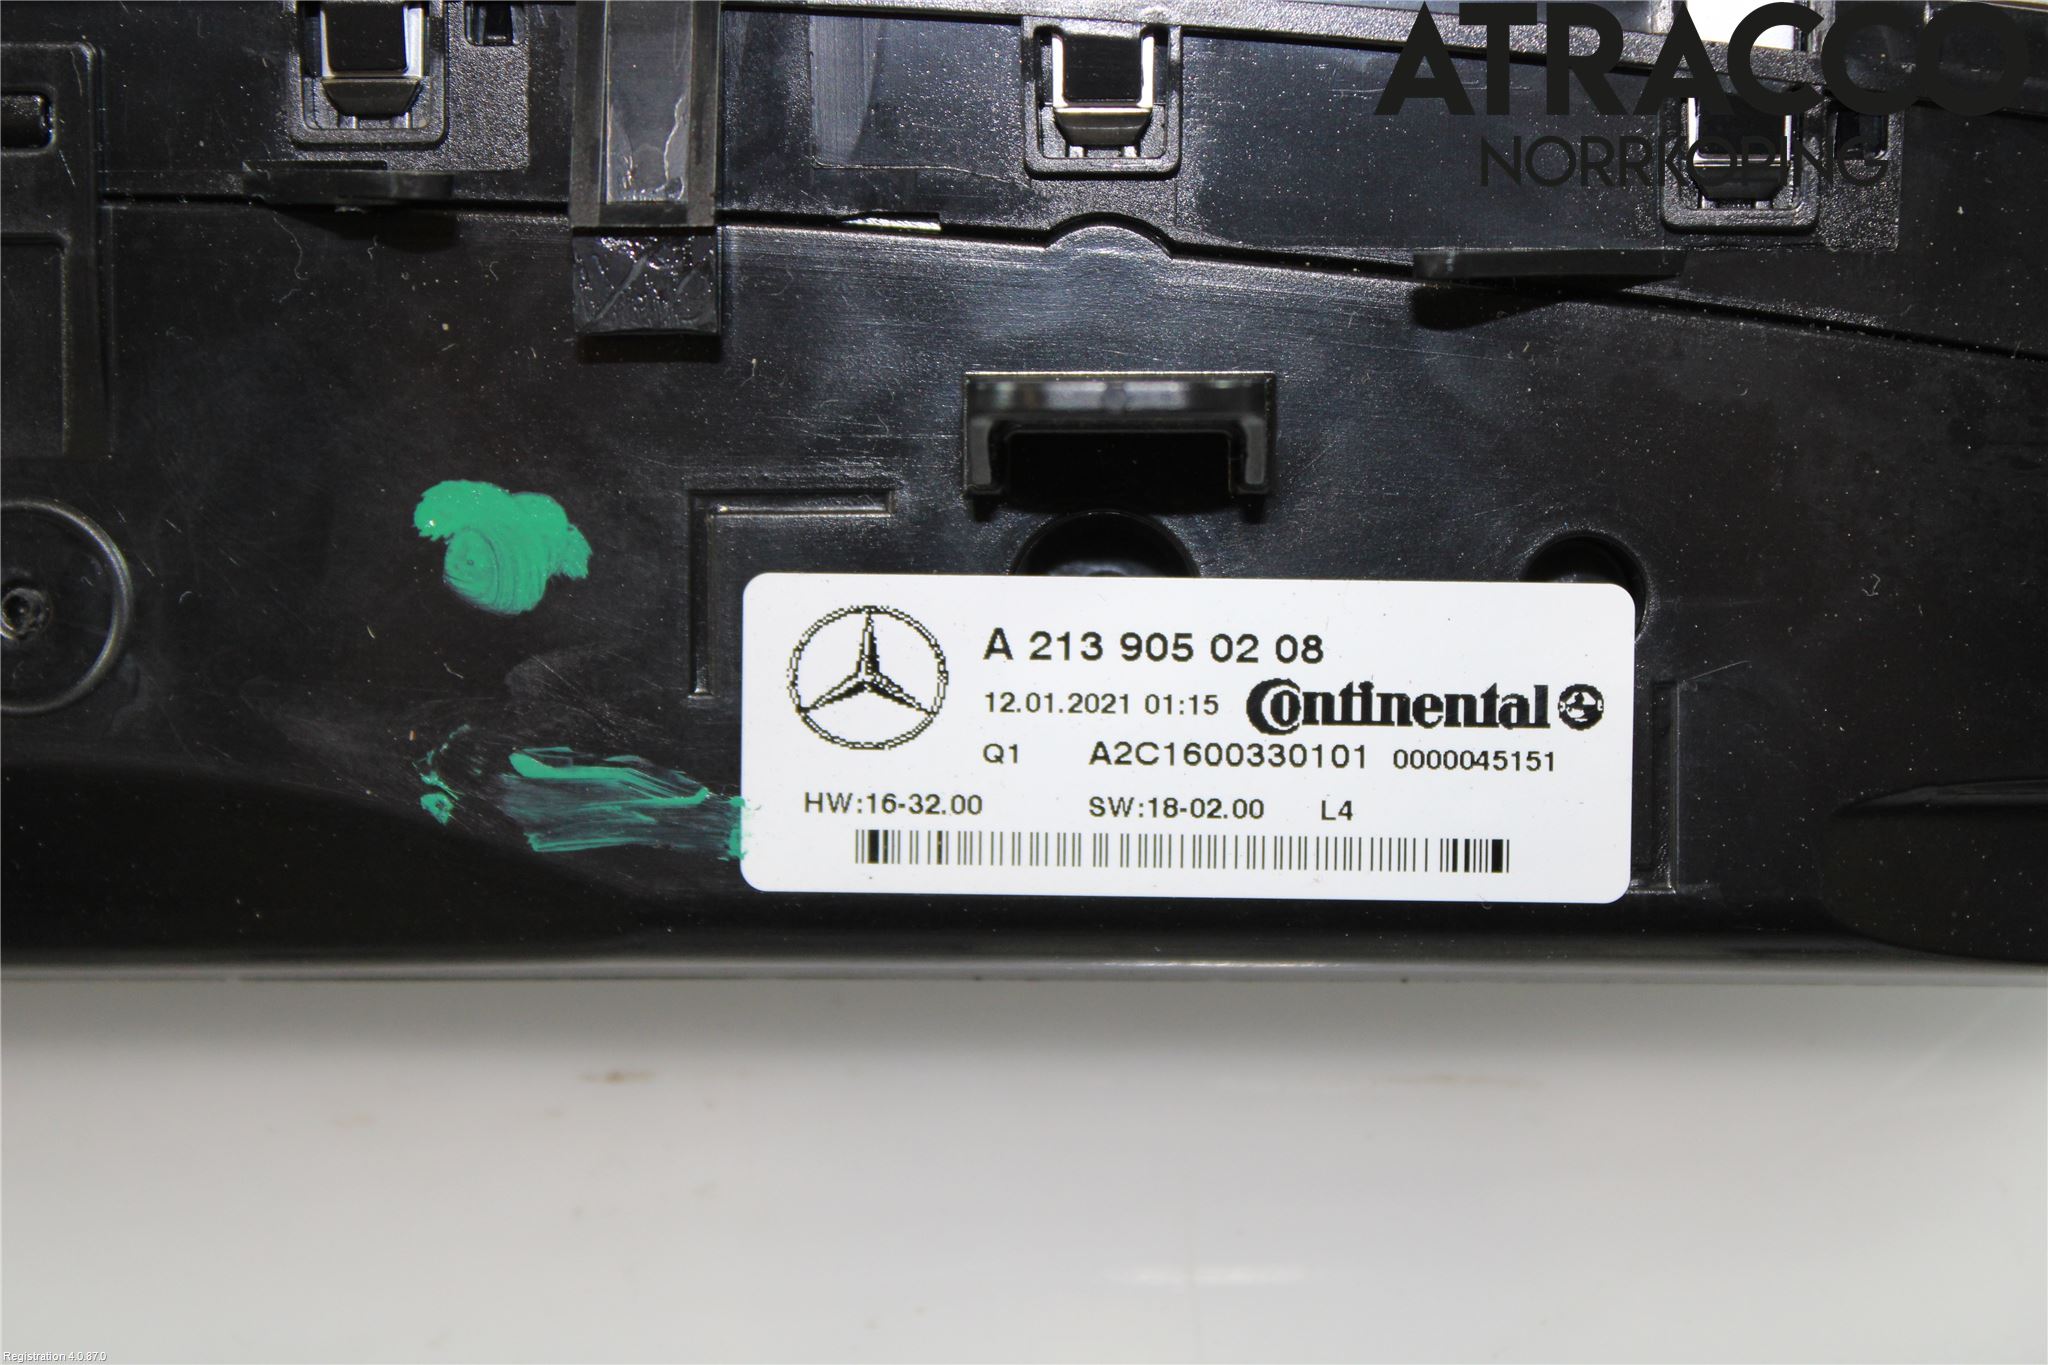 ATRACCO
NORRKÖPING
A 213 905 02 08
12.01.2021 01:15 Continental
Q1 A2C1600330101 0000045151
HW:16-32.00 SW:18-02.00 L4
Registration 4.0.87.0